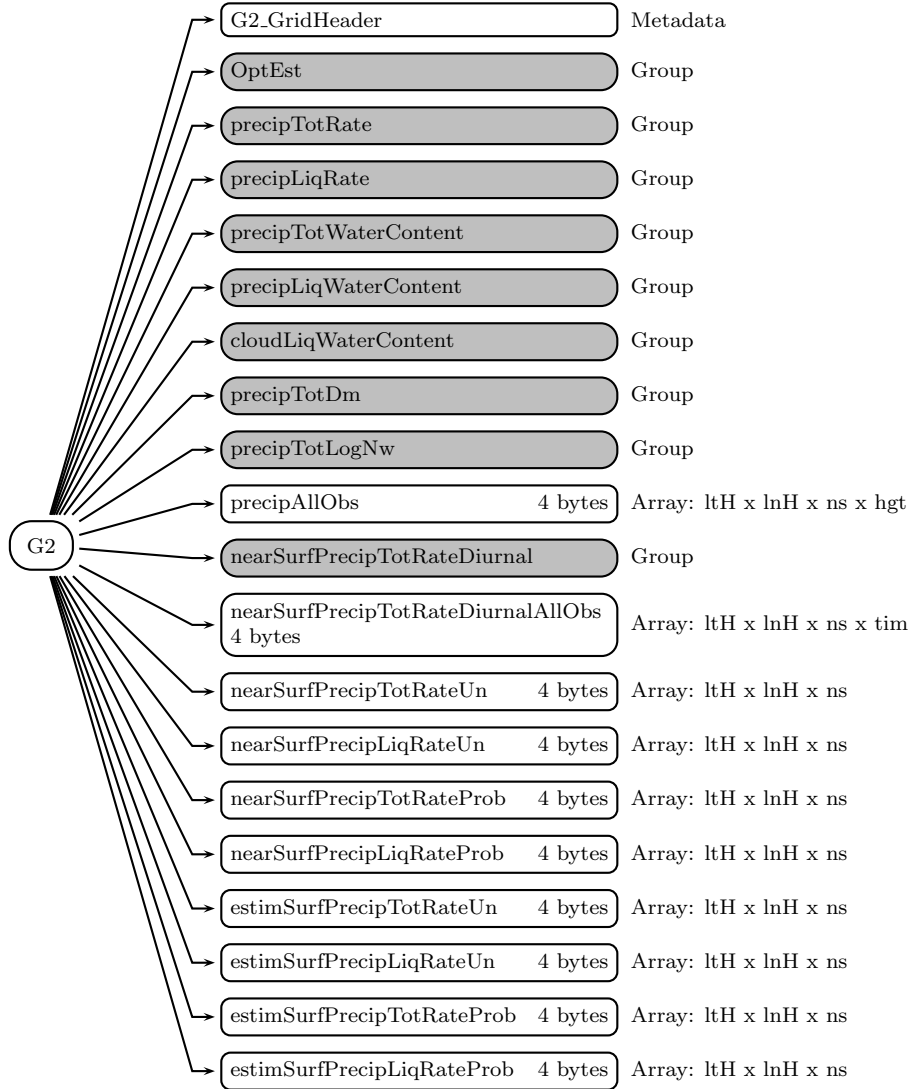 G2_GridHeader Metadata
OptEst Group
precipTotRate Group
precipLiqRate Group
precipTotWaterContent Group
precipLiqWaterContent Group
cloudLiqWaterContent Group
precipTotDm Group
precipTotLogNw Group
precipAllObs 4 bytes Array: ltH x lnH x ns x hgt
G2
nearSurfPrecipTotRateDiurnal Group
nearSurfPrecipTotRateDiurnalAllObs
4 bytes
Array: ltH x lnH x ns x tim
nearSurfPrecipTotRateUn 4 bytes Array: ltH x lnH x ns
nearSurfPrecipLiqRateUn 4 bytes Array: ltH x lnH x ns
nearSurfPrecipTotRateProb 4 bytes Array: ltH x lnH x ns
nearSurfPrecipLiqRateProb 4 bytes Array: ltH x lnH x ns
estimSurfPrecipTotRateUn 4 bytes Array: ltH x lnH x ns
estimSurfPrecipLiqRateUn 4 bytes Array: ltH x lnH x ns
estimSurfPrecipTotRateProb 4 bytes Array: ltH x lnH x ns
estimSurfPrecipLiqRateProb 4 bytes Array: ltH x lnH x ns